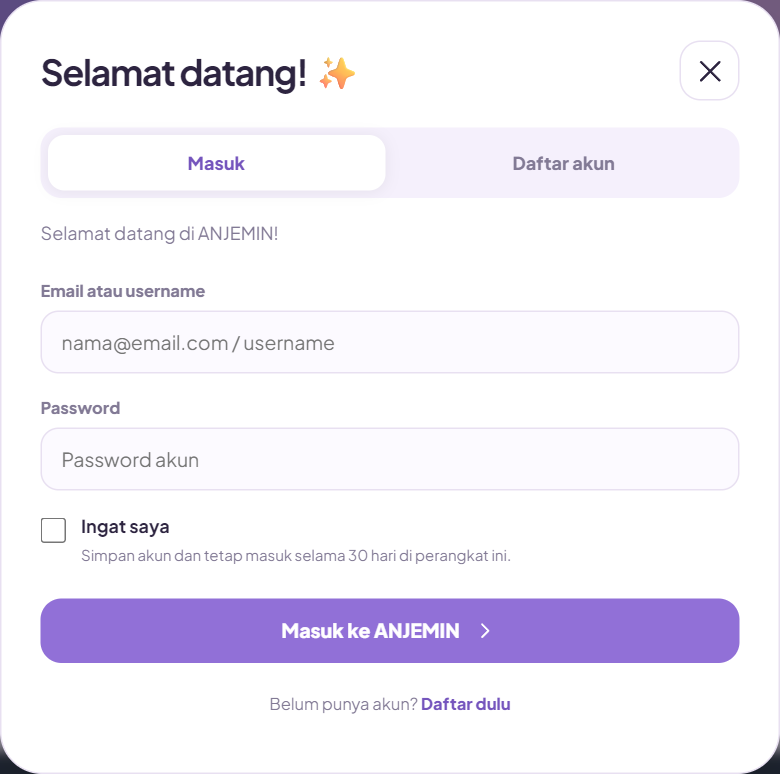 Selamat datang! ✨
Masuk
Daftar akun
Selamat datang di ANJEMIN!
Email atau username
nama@email.com / username
Password
Password akun
Ingat saya
Simpan akun dan tetap masuk selama 30 hari di perangkat ini.
Masuk ke ANJEMIN
Belum punya akun? Daftar dulu